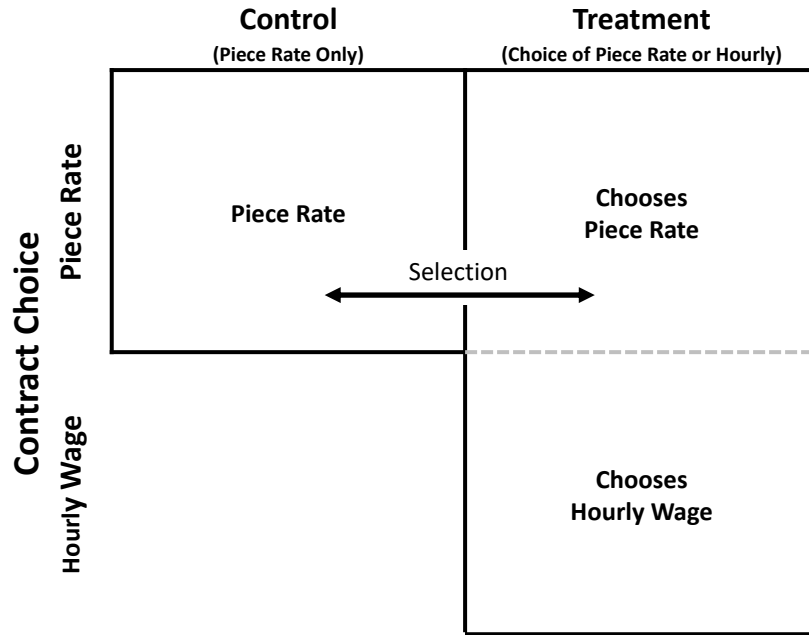 Control
Treatment
(Piece Rate Only)
(Choice of Piece Rate or Hourly)
Contract Choice
Piece Rate
Piece Rate
Chooses
Piece Rate
Selection
Hourly Wage
Chooses
Hourly Wage